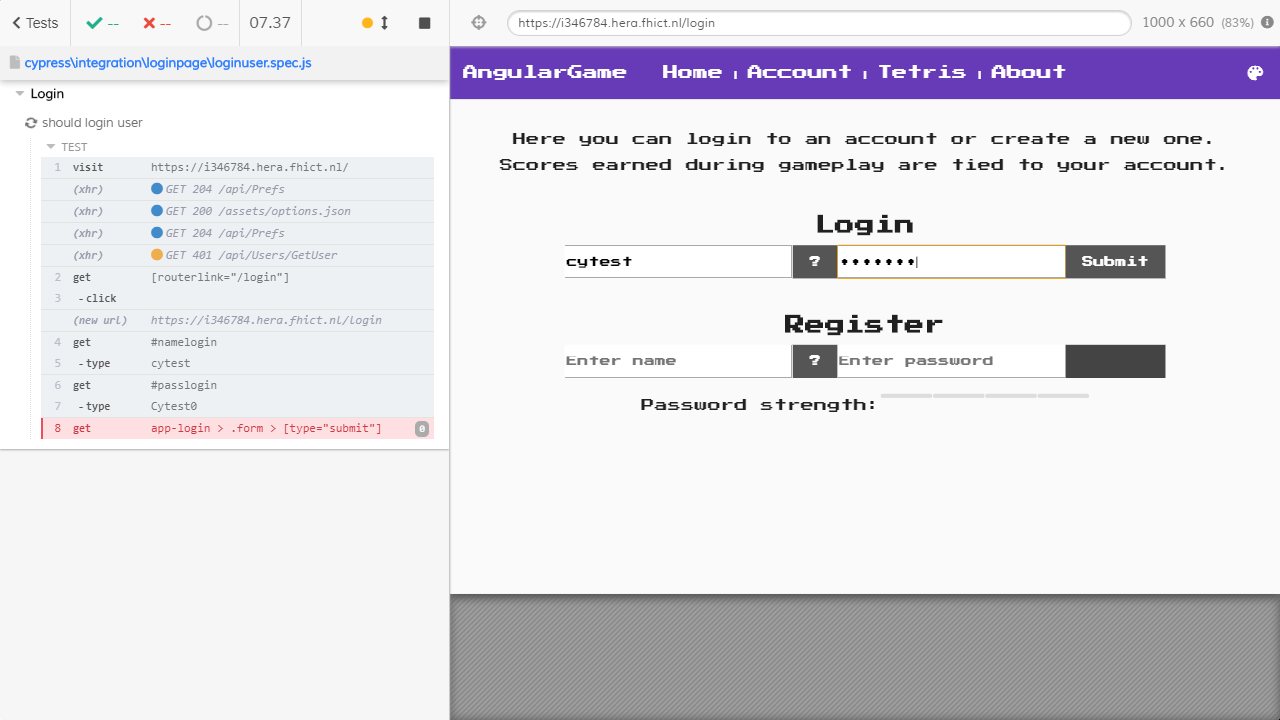 Tests -- -- -- 07.37
cypress\integration\loginpage\loginuser.spec.js
Login
should login user
TEST
1 visit https://i346784.hera.fhict.nl/
(xhr) GET 204 /api/Prefs
(xhr) GET 200 /assets/options.json
(xhr) GET 204 /api/Prefs
(xhr) GET 401 /api/Users/GetUser
2 get [routerlink="/login"]
3 -click
(new url) https://i346784.hera.fhict.nl/login
4 get #namelogin
5 -type cytest
6 get #passlogin
7 -type Cytest0
8 get app-login > .form > [type="submit"] 0
https://i346784.hera.fhict.nl/login 1000 x 660 (83%)
AngularGame Home | Account | Tetris | About
Here you can login to an account or create a new one.
Scores earned during gameplay are tied to your account.
Login
cytest ? ••••••• Submit
Register
Enter name ? Enter password
Password strength: